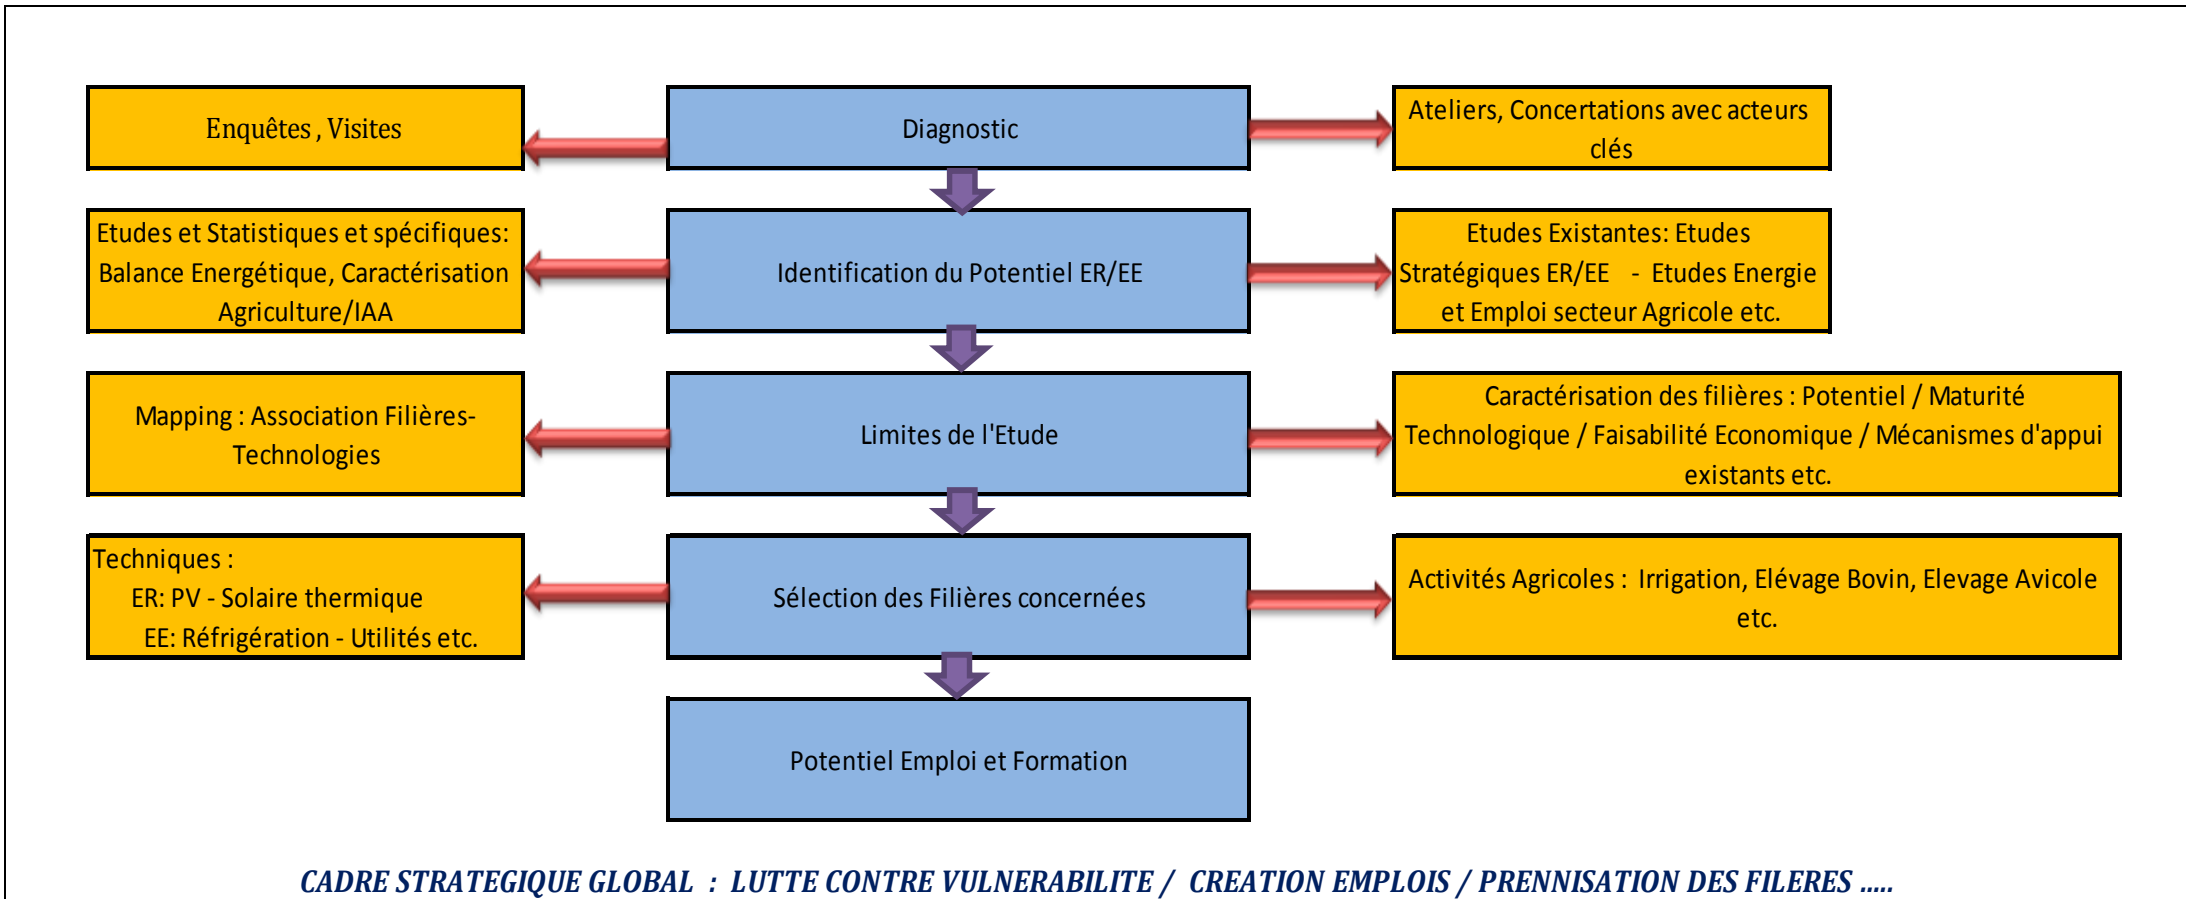 Enquêtes , Visites
Diagnostic
Ateliers, Concertations avec acteurs
clés
Etudes et Statistiques et spécifiques:
Balance Energétique, Caractérisation
Agriculture/IAA
Identification du Potentiel ER/EE
Etudes Existantes: Etudes
Stratégiques ER/EE - Etudes Energie
et Emploi secteur Agricole etc.
Mapping : Association Filières-
Technologies
Limites de l'Etude
Caractérisation des filières : Potentiel / Maturité
Technologique / Faisabilité Economique / Mécanismes d'appui
existants etc.
Techniques :
ER: PV - Solaire thermique
EE: Réfrigération - Utilités etc.
Sélection des Filières concernées
Activités Agricoles : Irrigation, Elévage Bovin, Elevage Avicole
etc.
Potentiel Emploi et Formation
CADRE STRATEGIQUE GLOBAL : LUTTE CONTRE VULNERABILITE / CREATION EMPLOIS / PRENNISATION DES FILERES .....